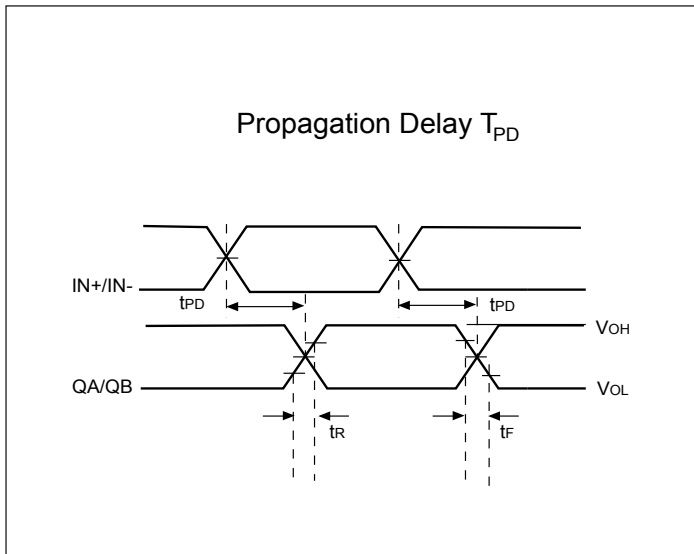 Propagation Delay TPD
IN+/IN-
tPD
tPD
VOH
QA/QB
VOL
tR
tF